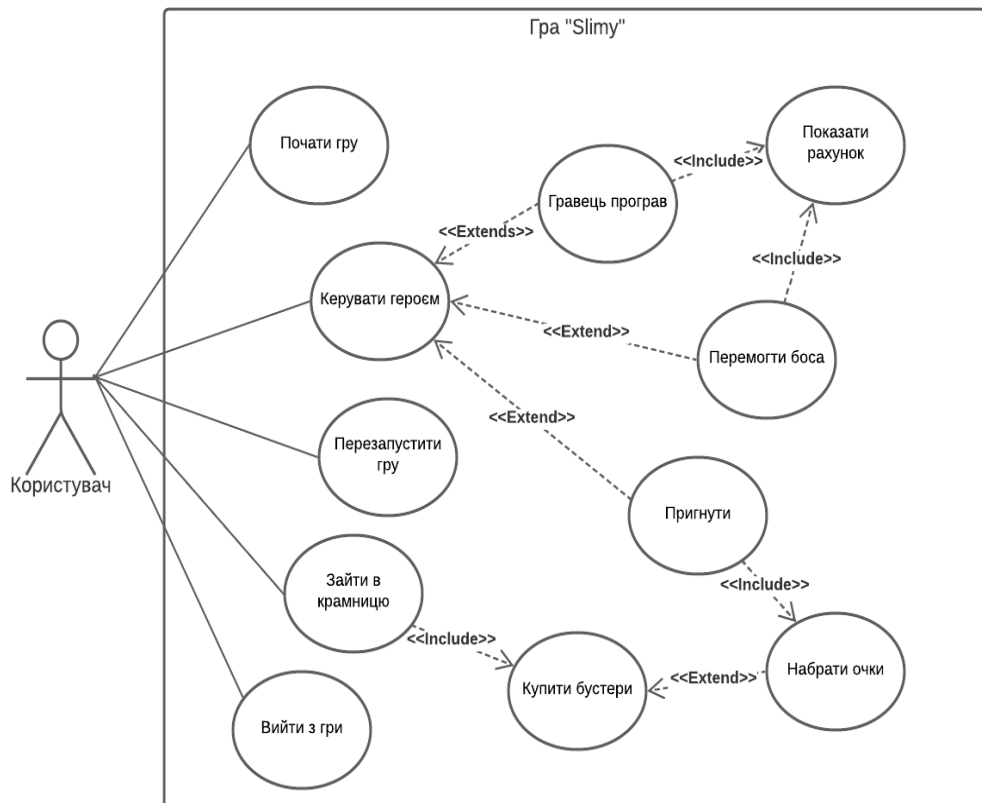 Гра "Slimy"
Почати гру
Показати
рахунок
<<Include>>
Гравець програв
<<Extends>>
<<Include>>
Керувати героєм
<<Extend>>
Перемогти боса
<<Extend>>
Перезапустити
гру
Користувач
Пригнути
Зайти в
крамницю
<<Include>>
<<Include>>
Купити бустери
<<Extend>>
Набрати очки
Вийти з гри